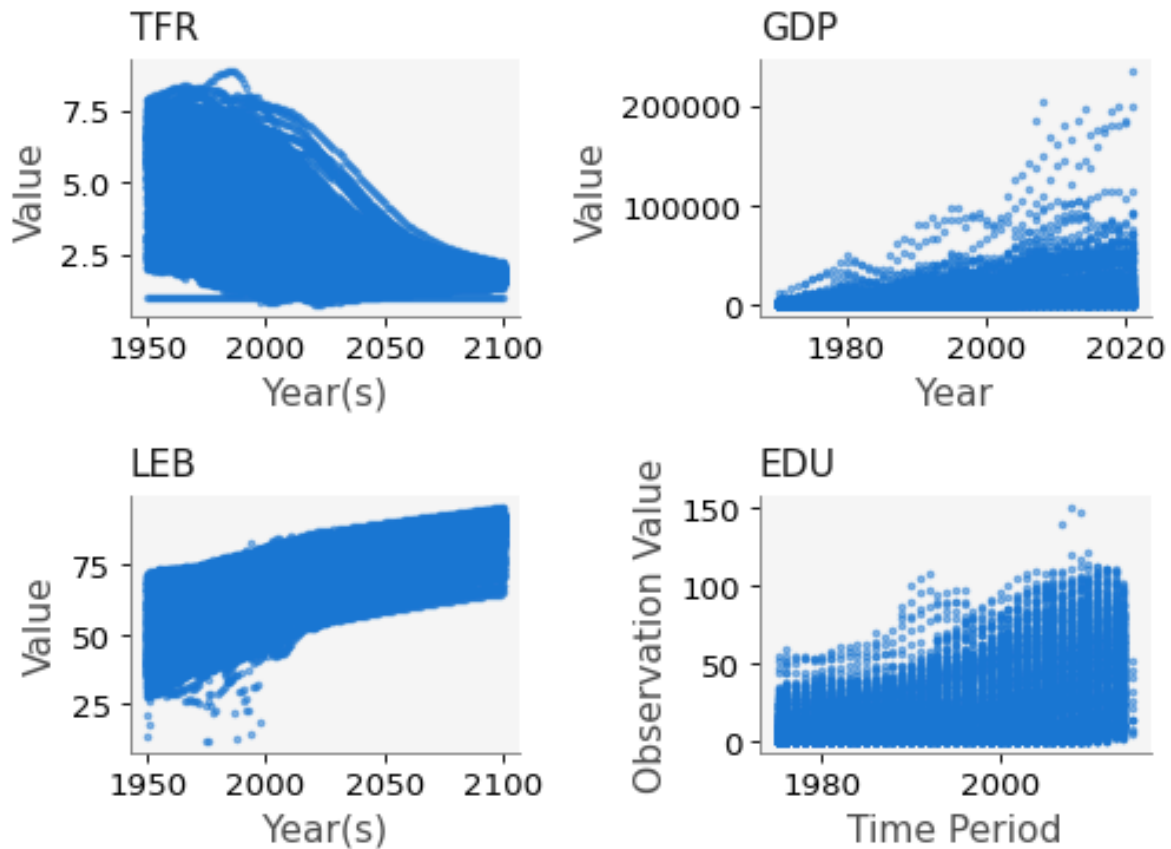 TFR
Value
7.5
5.0
2.5
1950 2000 2050 2100
Year(s)
GDP
Value
200000
100000
0
1980 2000 2020
Year
LEB
Value
75
50
25
1950 2000 2050 2100
Year(s)
EDU
Observation Value
150
100
50
0
1980 2000
Time Period